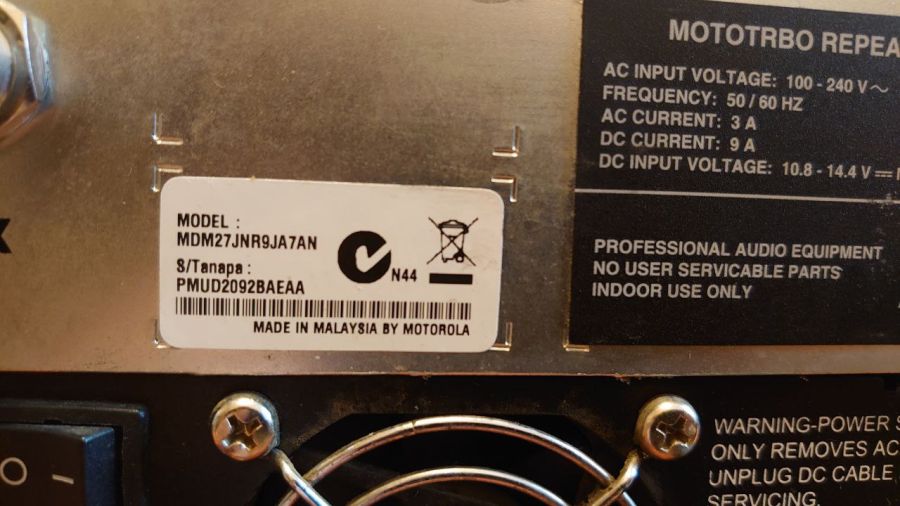 MOTOTRBO REPEA
AC INPUT VOLTAGE: 100 - 240 V ~
FREQUENCY: 50 / 60 HZ
AC CURRENT: 3 A
DC CURRENT: 9 A
DC INPUT VOLTAGE: 10.8 - 14.4 V ⎓
MODEL :
MDM27JNR9JA7AN
S/Tanapa :
PMUD2092BAEAA
N44
MADE IN MALAYSIA BY MOTOROLA
PROFESSIONAL AUDIO EQUIPMENT
NO USER SERVICABLE PARTS
INDOOR USE ONLY
WARNING-POWER S
ONLY REMOVES AC
UNPLUG DC CABLE
SERVICING.